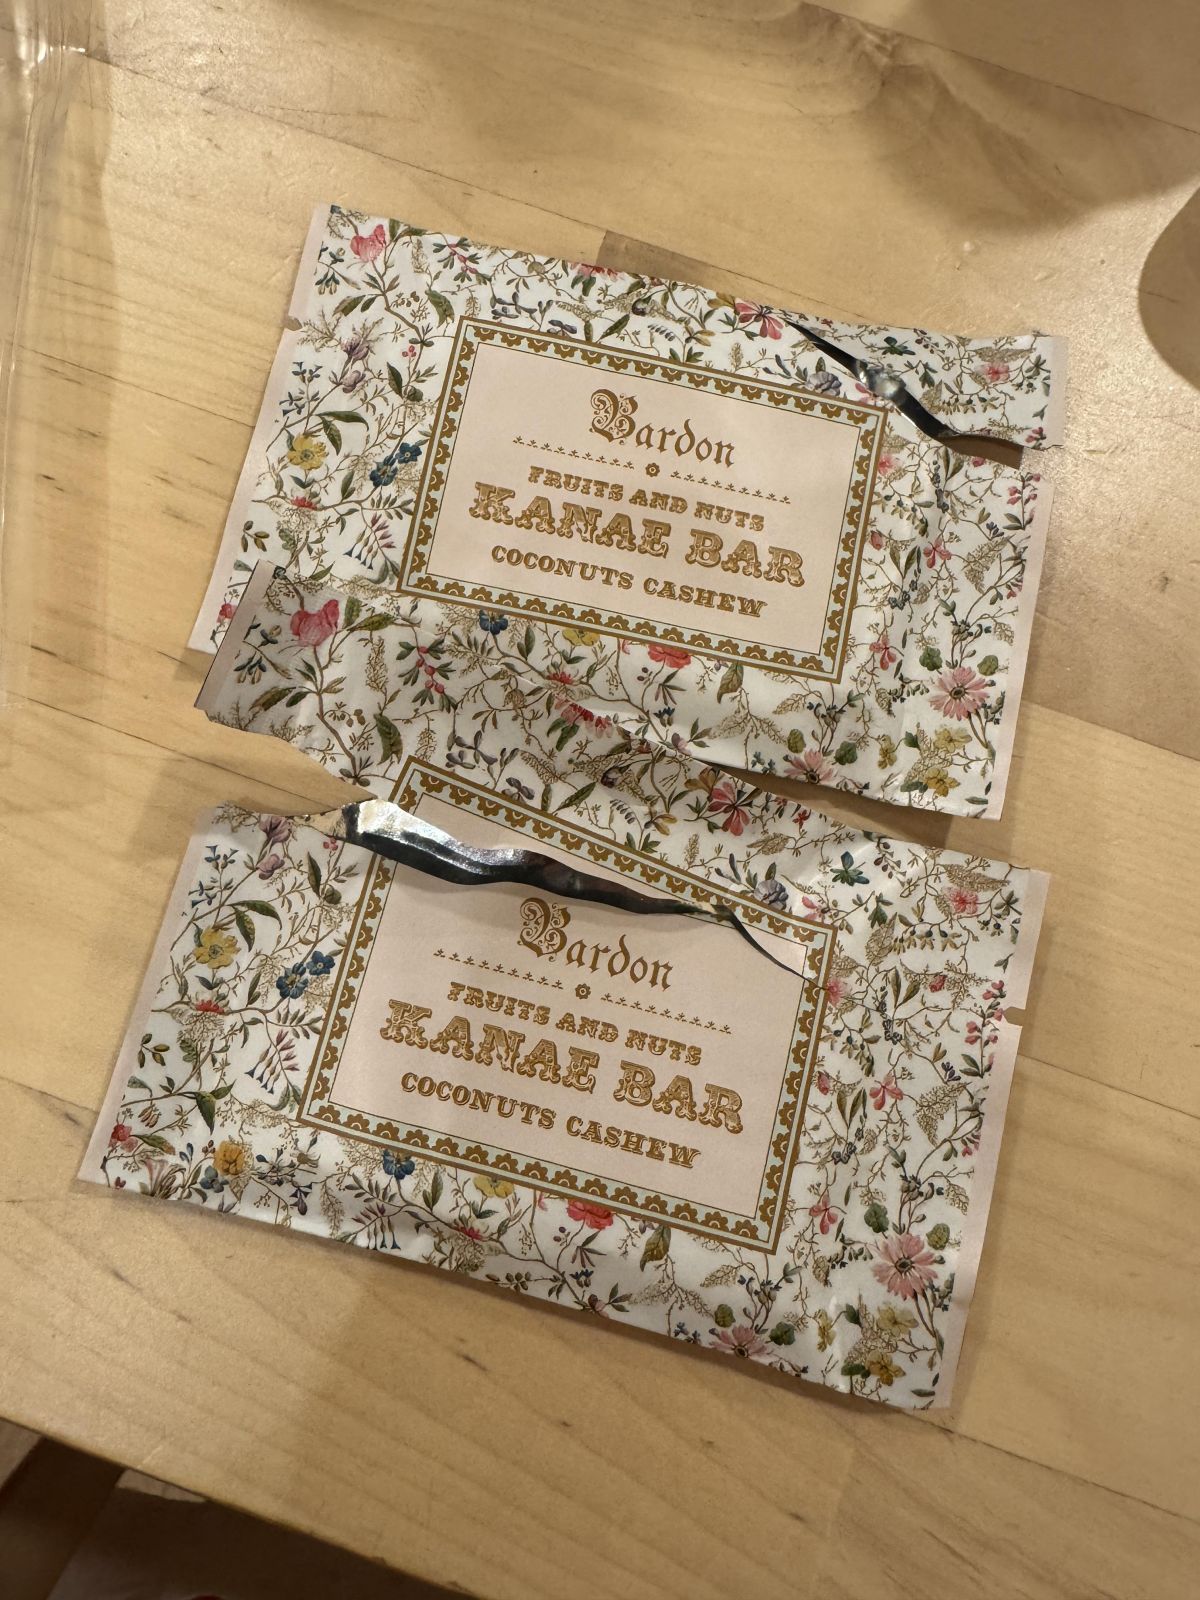 Bardon
FRUITS AND NUTS
KANAE BAR
COCONUTS CASHEW
Bardon
FRUITS AND NUTS
KANAE BAR
COCONUTS CASHEW